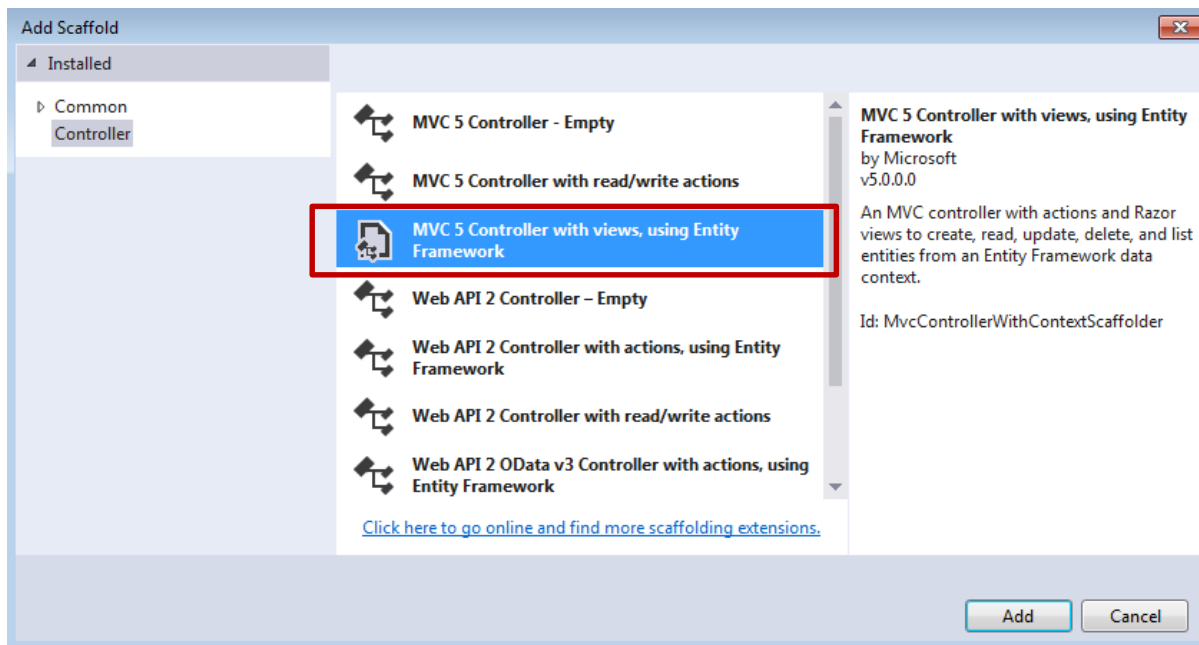 Add Scaffold
Installed
Common
Controller
MVC 5 Controller - Empty
MVC 5 Controller with read/write actions
MVC 5 Controller with views, using Entity
Framework
Web API 2 Controller – Empty
Web API 2 Controller with actions, using Entity
Framework
Web API 2 Controller with read/write actions
Web API 2 OData v3 Controller with actions, using
Entity Framework
Click here to go online and find more scaffolding extensions.
MVC 5 Controller with views, using Entity
Framework
by Microsoft
v5.0.0.0
An MVC controller with actions and Razor
views to create, read, update, delete, and list
entities from an Entity Framework data
context.
Id: MvcControllerWithContextScaffolder
Add
Cancel